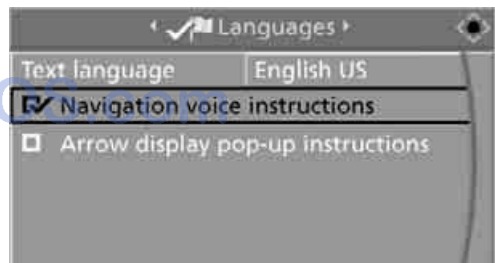 Languages
Text language English US
Navigation voice instructions
Arrow display pop-up instructions